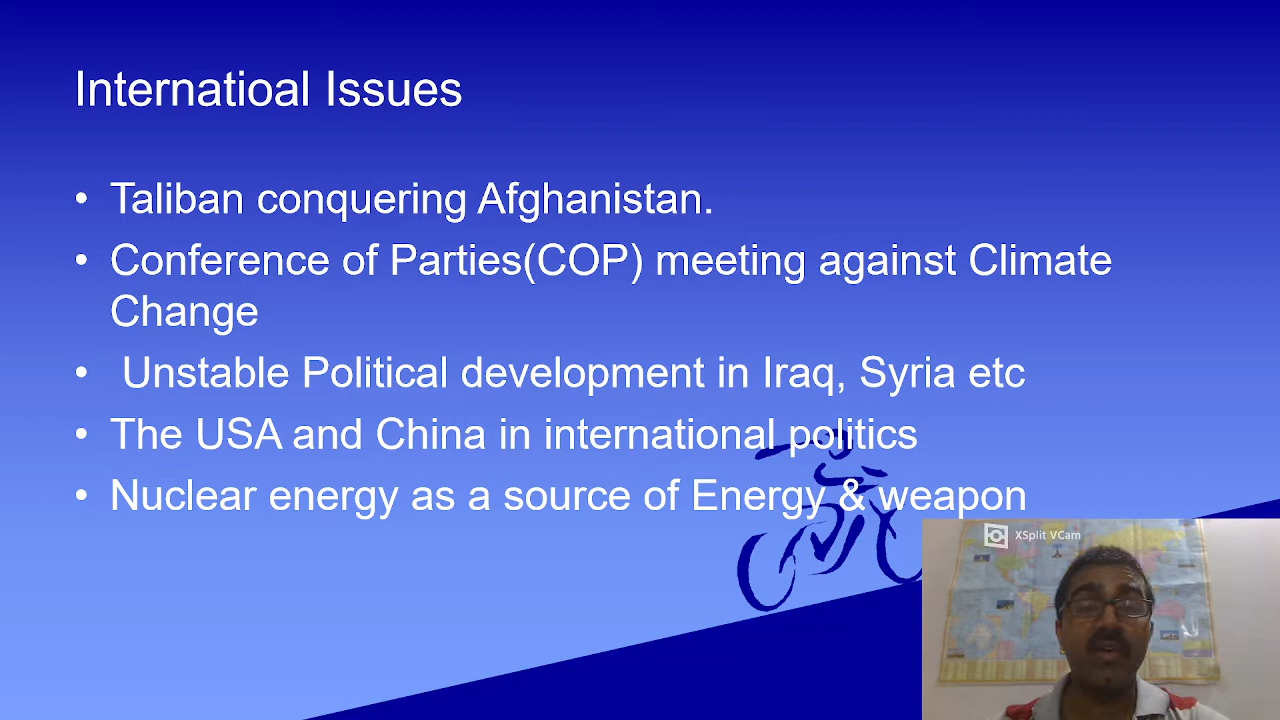 Internatioal Issues
• Taliban conquering Afghanistan.
• Conference of Parties(COP) meeting against Climate
Change
• Unstable Political development in Iraq, Syria etc
• The USA and China in international politics
• Nuclear energy as a source of Energy & weapon
XSplit VCam